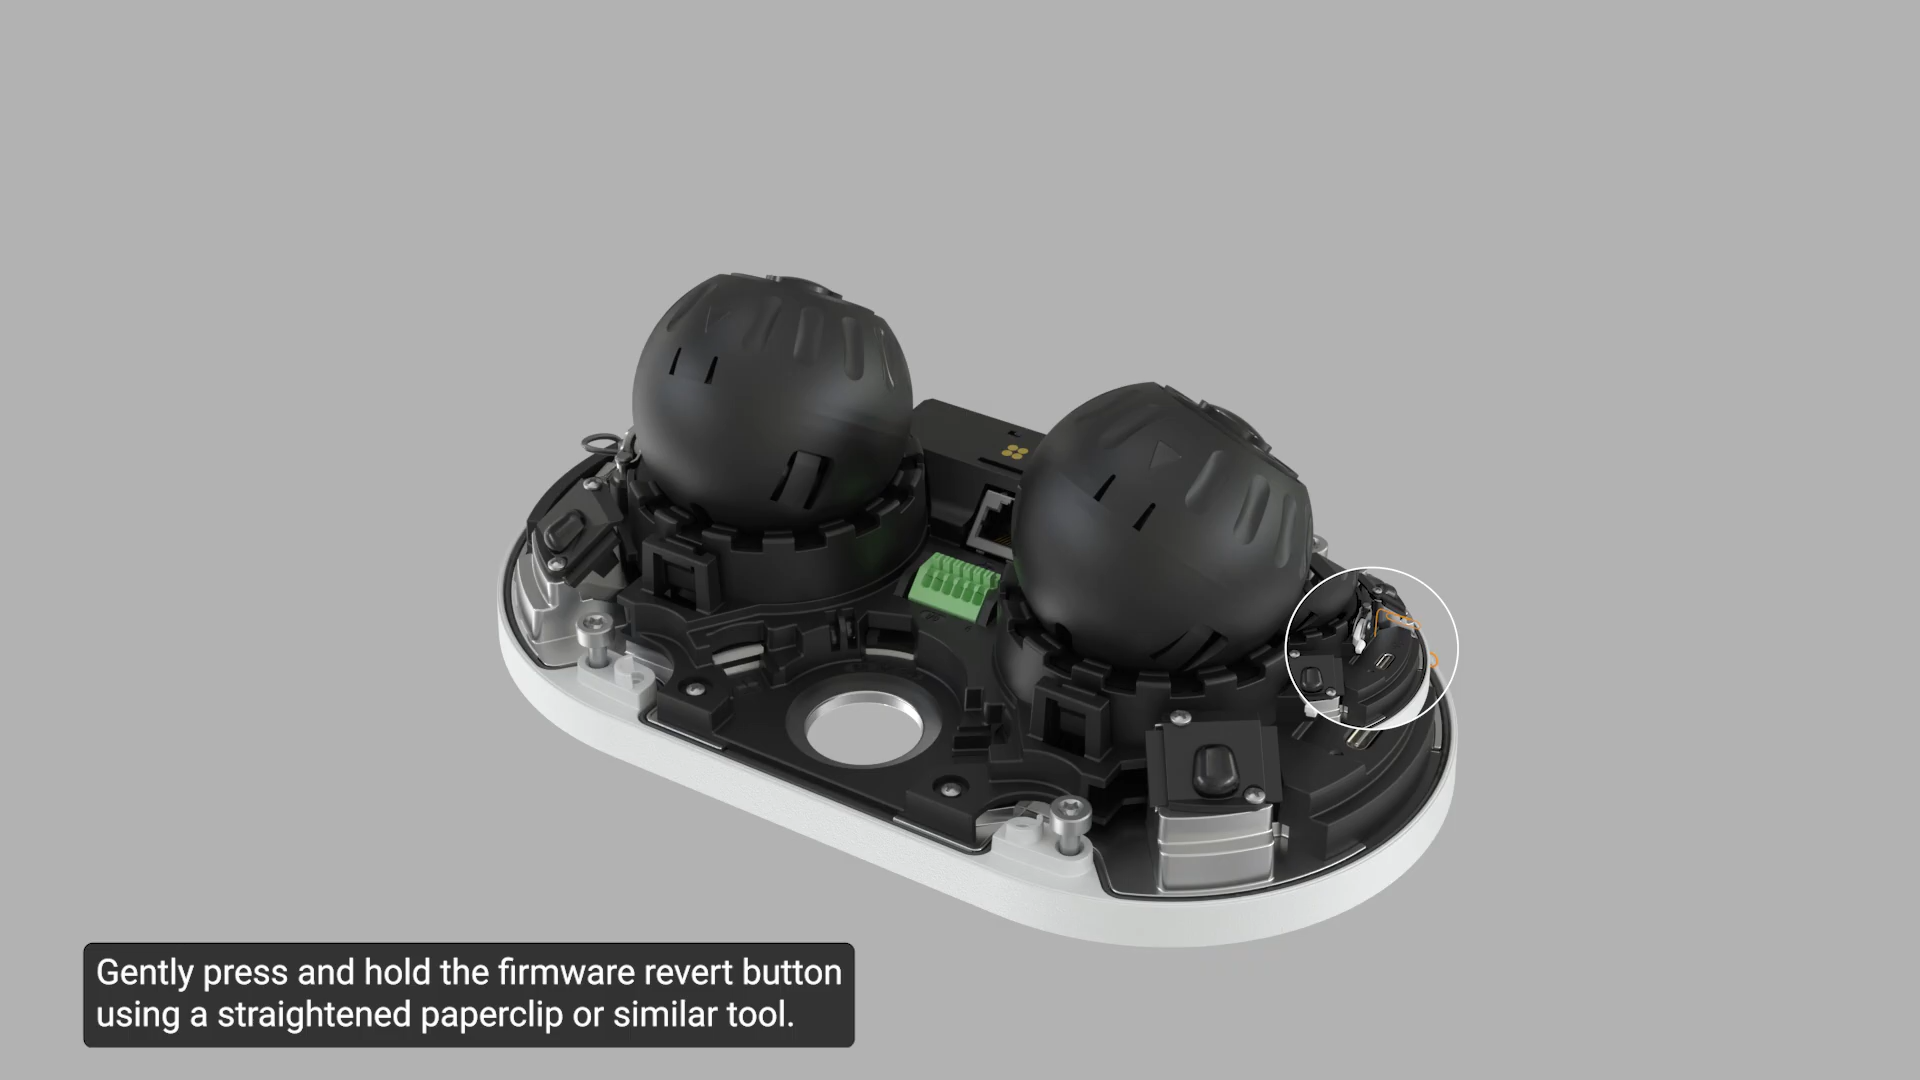 Gently press and hold the firmware revert button
using a straightened paperclip or similar tool.